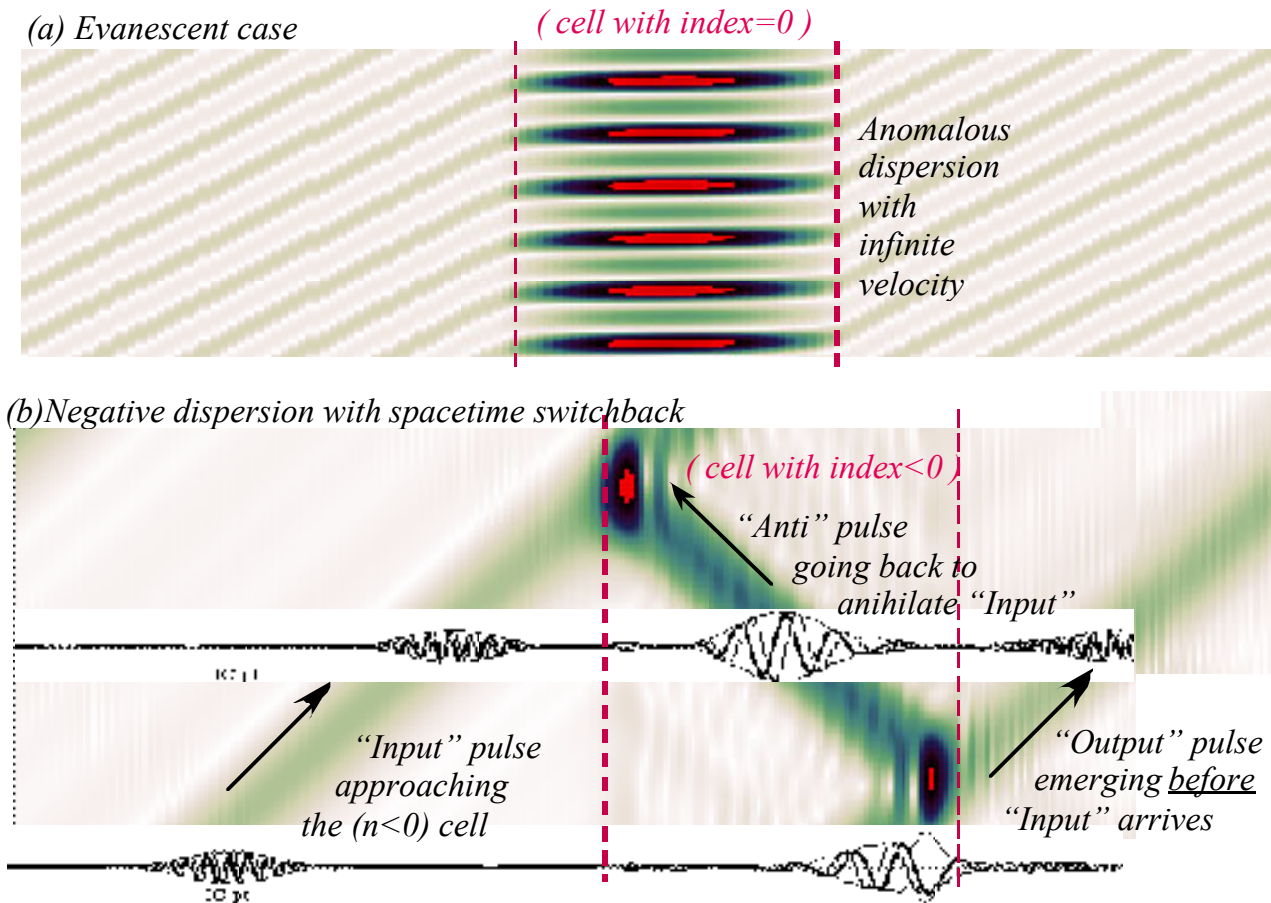 (a) Evanescent case
( cell with index=0 )
Anomalous
dispersion
with
infinite
velocity
(b)Negative dispersion with spacetime switchback
( cell with index<0 )
“Anti” pulse
going back to
anihilate “Input”
“Input” pulse
approaching
the (n<0) cell
“Output” pulse
emerging before
“Input” arrives